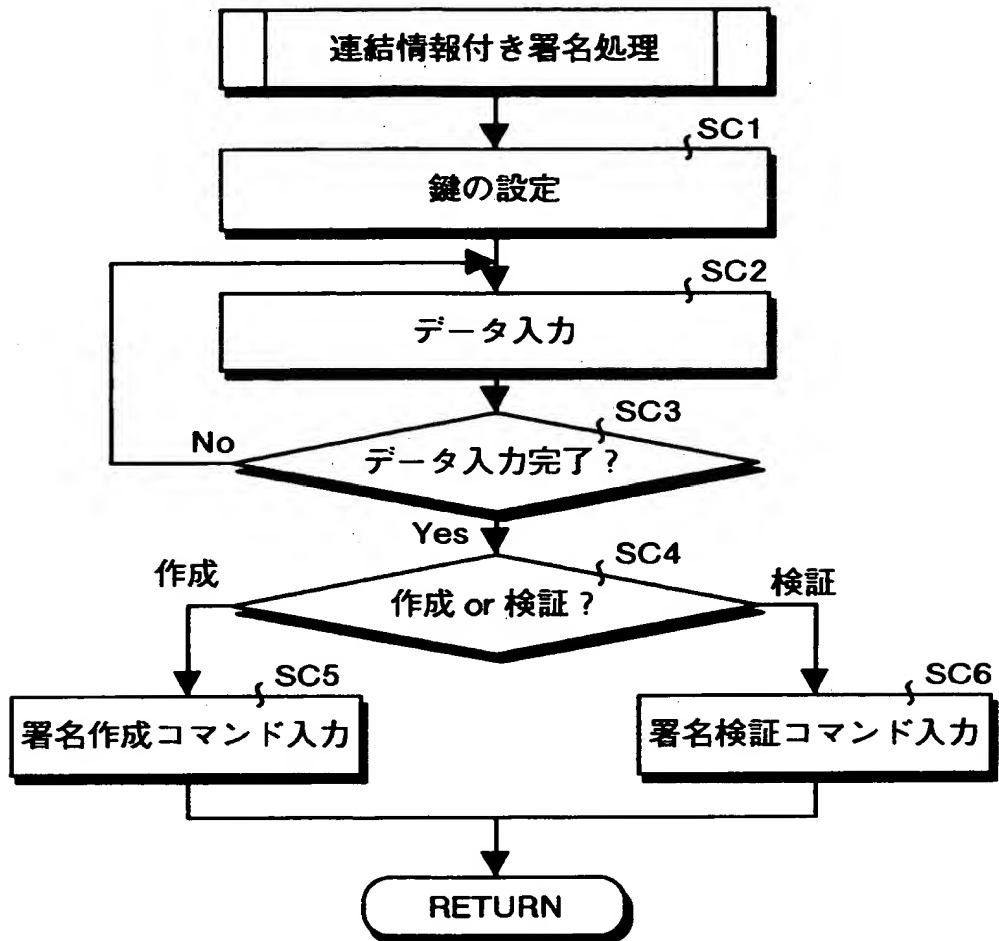 連結情報付き署名処理
SC1
鍵の設定
SC2
データ入力
SC3
No
データ入力完了?
Yes
SC4
作成
検証
作成 or 検証?
SC5
署名作成コマンド入力
SC6
署名検証コマンド入力
RETURN